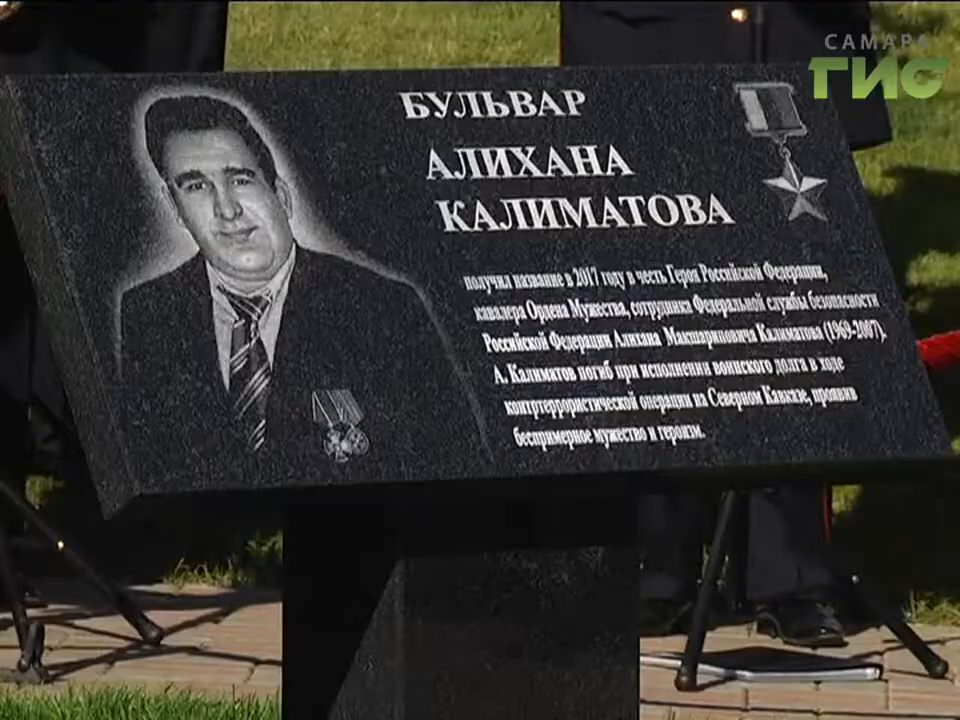 САМАРА
ГИС
БУЛЬВАР
АЛИХАНА
КАЛИМАТОВА
получил название в 2017 году в честь Героя Российской Федерации,
кавалера Ордена Мужества, сотрудника Федеральной службы безопасности
Российской Федерации Алихана Макшариповича Калиматова (1969-2007).
А. Калиматов погиб при исполнении воинского долга в ходе
контртеррористической операции на Северном Кавказе, проявив
беспримерное мужество и героизм.